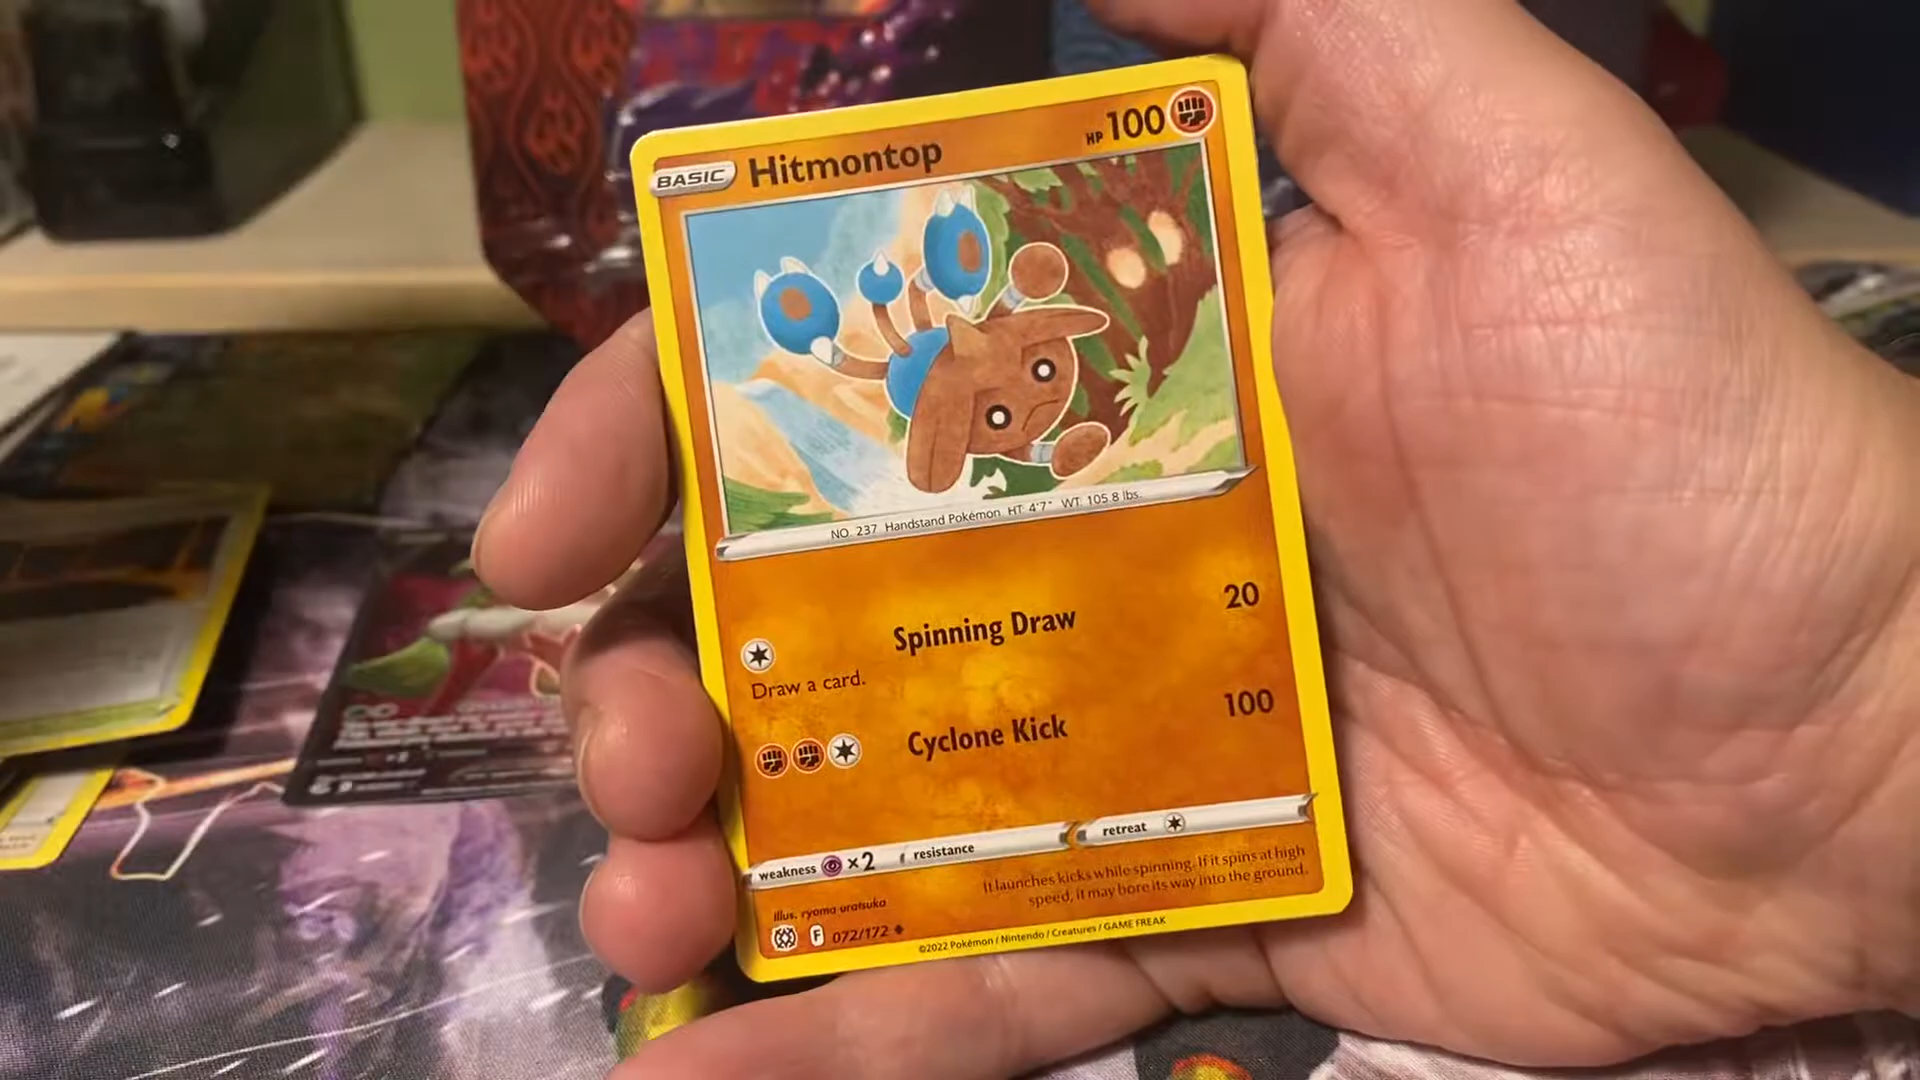 BASIC Hitmontop HP 100
NO. 237 Handstand Pokémon HT: 4'7" WT: 105.8 lbs.
Spinning Draw 20
Draw a card.
Cyclone Kick 100
weakness ×2 resistance retreat
It launches kicks while spinning. If it spins at high
speed, it may bore its way into the ground.
Illus. ryoma uratsuka
F 072/172
©2022 Pokémon / Nintendo / Creatures / GAME FREAK